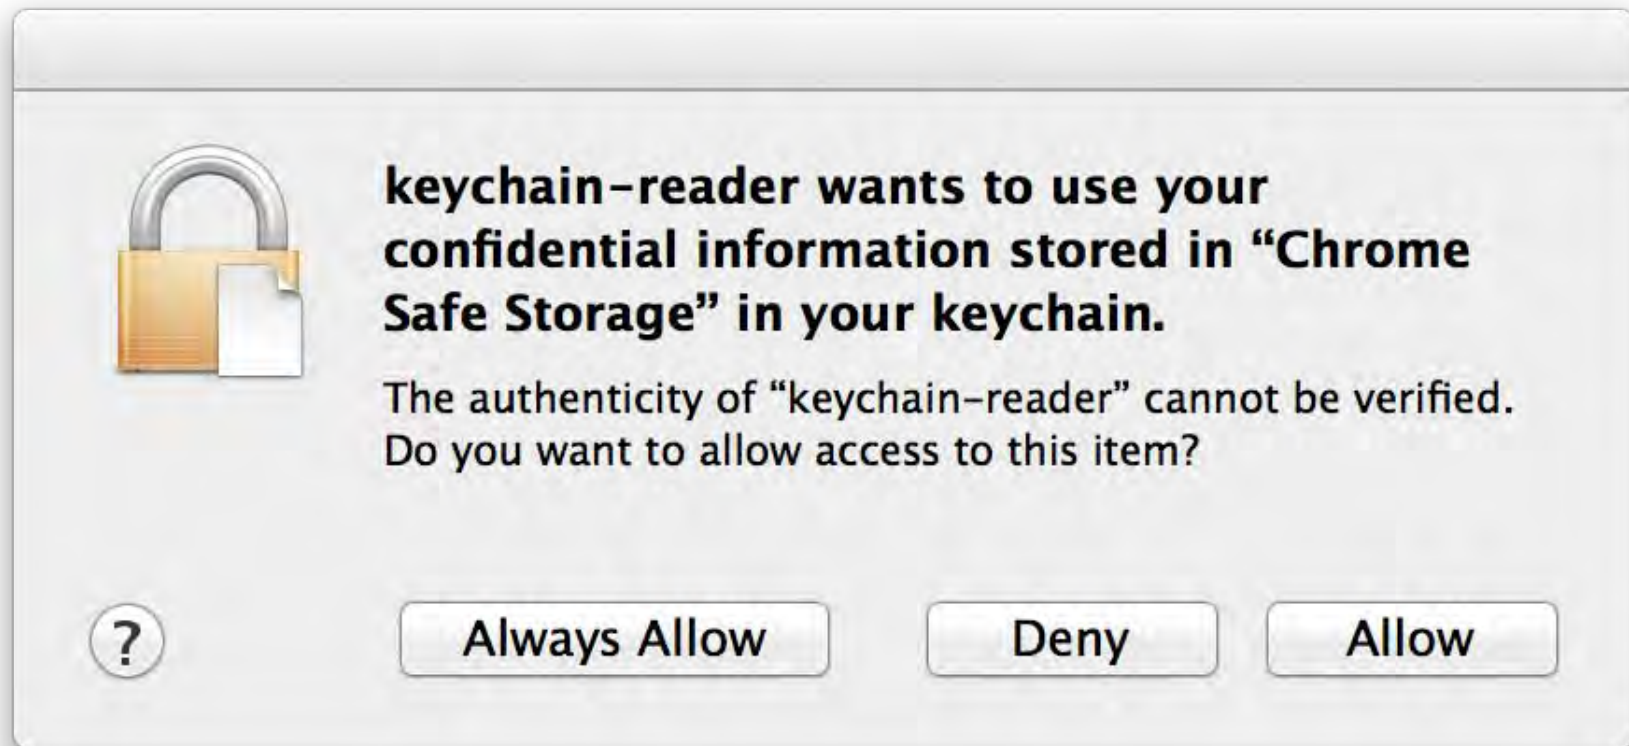 keychain-reader wants to use your
confidential information stored in “Chrome
Safe Storage” in your keychain.
The authenticity of “keychain-reader” cannot be verified.
Do you want to allow access to this item?
? Always Allow Deny Allow